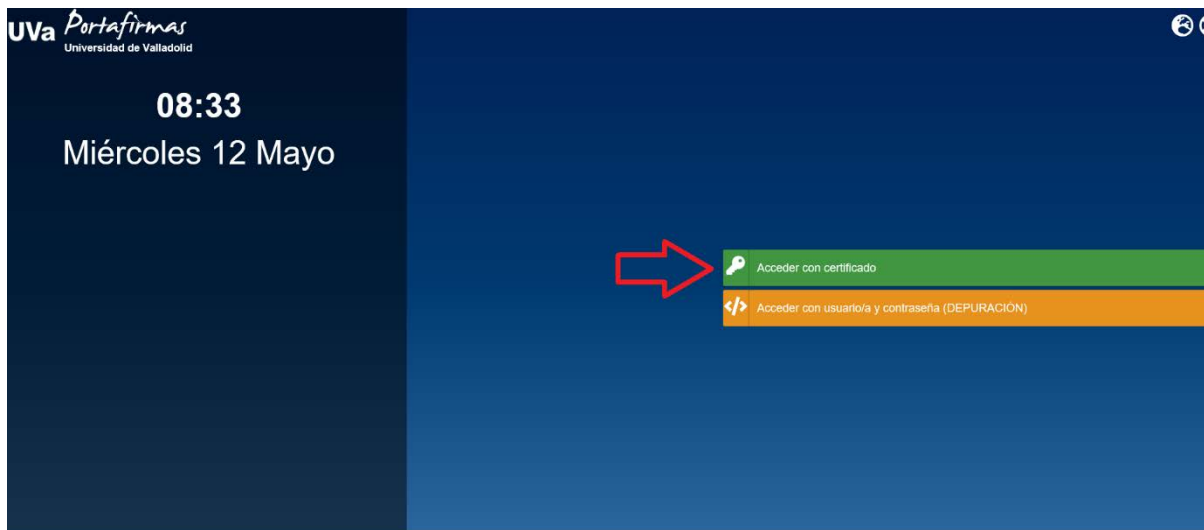 UVa Portafirmas
Universidad de Valladolid
08:33
Miércoles 12 Mayo
Acceder con certificado
</> Acceder con usuario/a y contraseña (DEPURACIÓN)